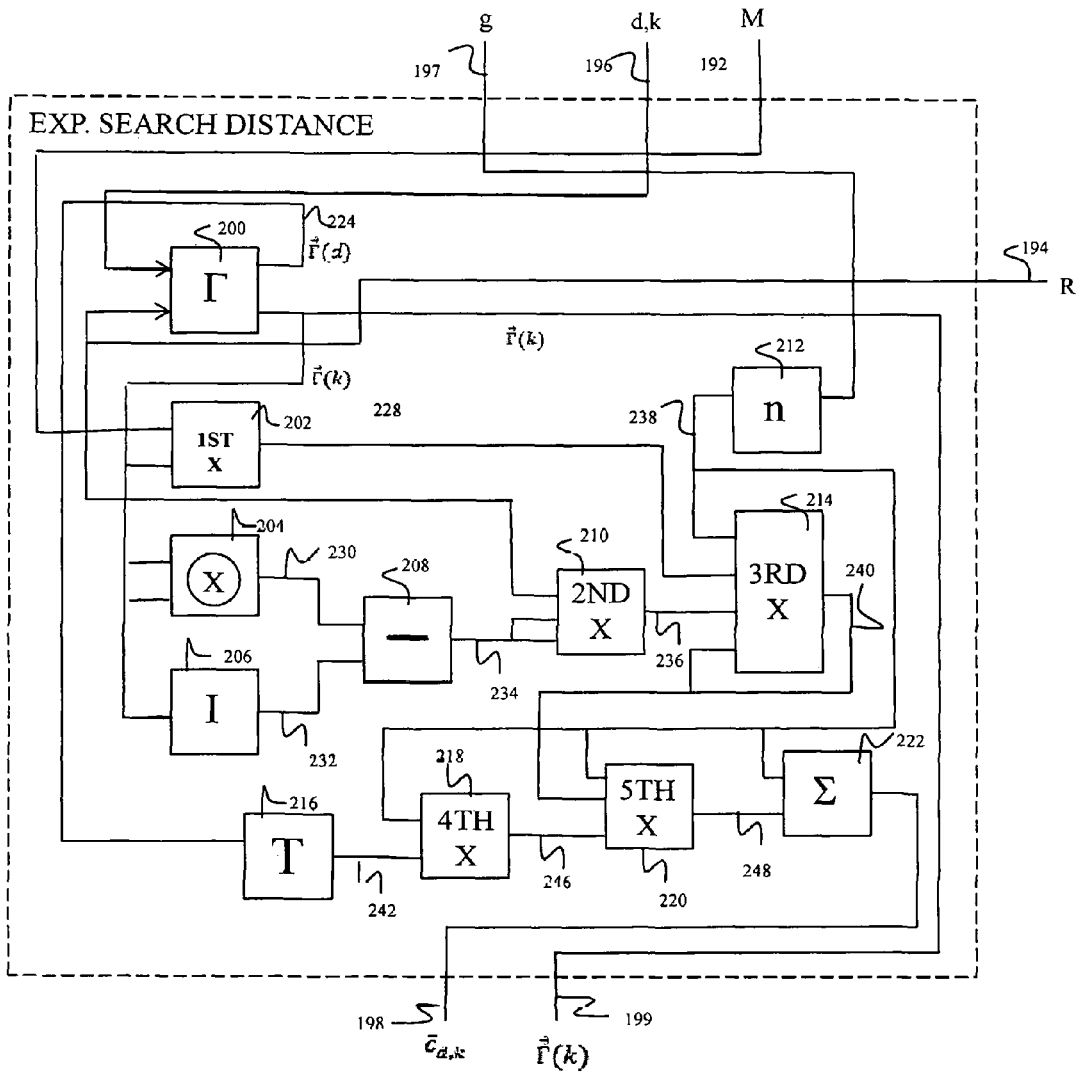 g
d,k
M
197
196
192
EXP. SEARCH DISTANCE
200
224
Γ⃗(d)
194
R
Γ
Γ⃗(k)
Γ⃗(k)
212
n
238
228
202
1ST
X
204
X
230
208
—
210
2ND
X
214
3RD
X
240
236
234
206
I
232
218
4TH
X
5TH
X
222
Σ
216
T
242
246
220
248
198
199
c̄d,k
Γ⃗(k)